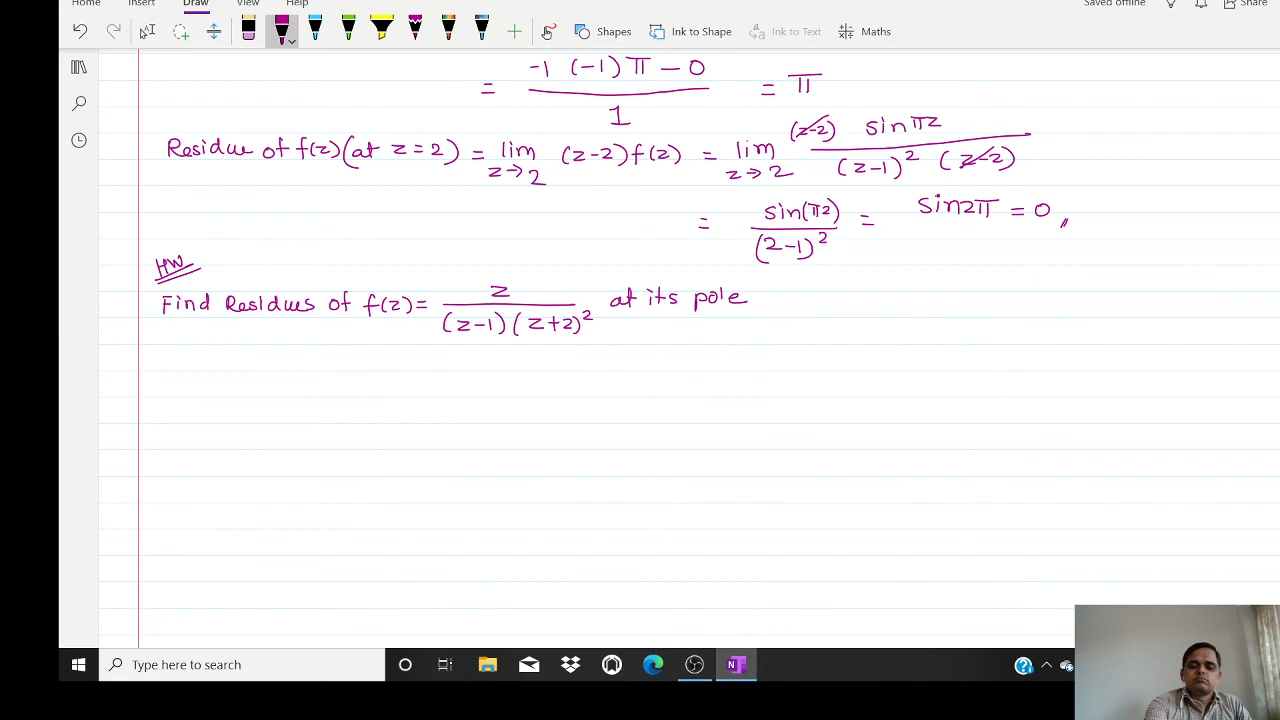 Home Insert Draw View Help Saved offline Share
Shapes Ink to Shape Ink to Text Maths
= -1 (-1) π - 0 / 1 = π
Residue of f(z) (at z = 2) = lim z→2 (z-2) f(z) = lim z→2 (z-2) sin πz / (z-1)² (z-2)
= sin(π2) / (2-1)² = sin2π = 0 //
HW
Find Residues of f(z) = z / (z-1) (z+2)² at its pole
Type here to search